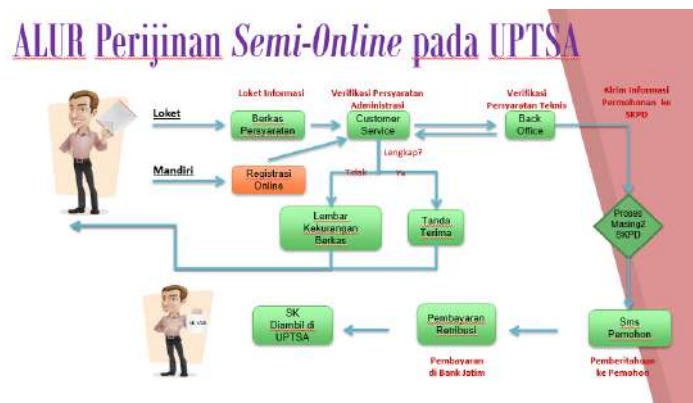 ALUR Perijinan Semi-Online pada UPTSA
Loket Informasi
Verifikasi Persyaratan
Administrasi
Verifikasi
Persyaratan Teknis
Kirim Informasi
Permohonan ke
SKPD
Loket
Berkas
Persyaratan
Customer
Service
Back
Office
Lengkap?
Mandiri
Registrasi
Online
Tidak
Ya
Lembar
Kekurangan
Berkas
Tanda
Terima
Proses
Masing2
SKPD
SK
Diambil di
UPTSA
Pembayaran
Retribusi
Sms
Pemohon
Pembayaran
di Bank Jatim
Pemberitahuan
ke Pemohon